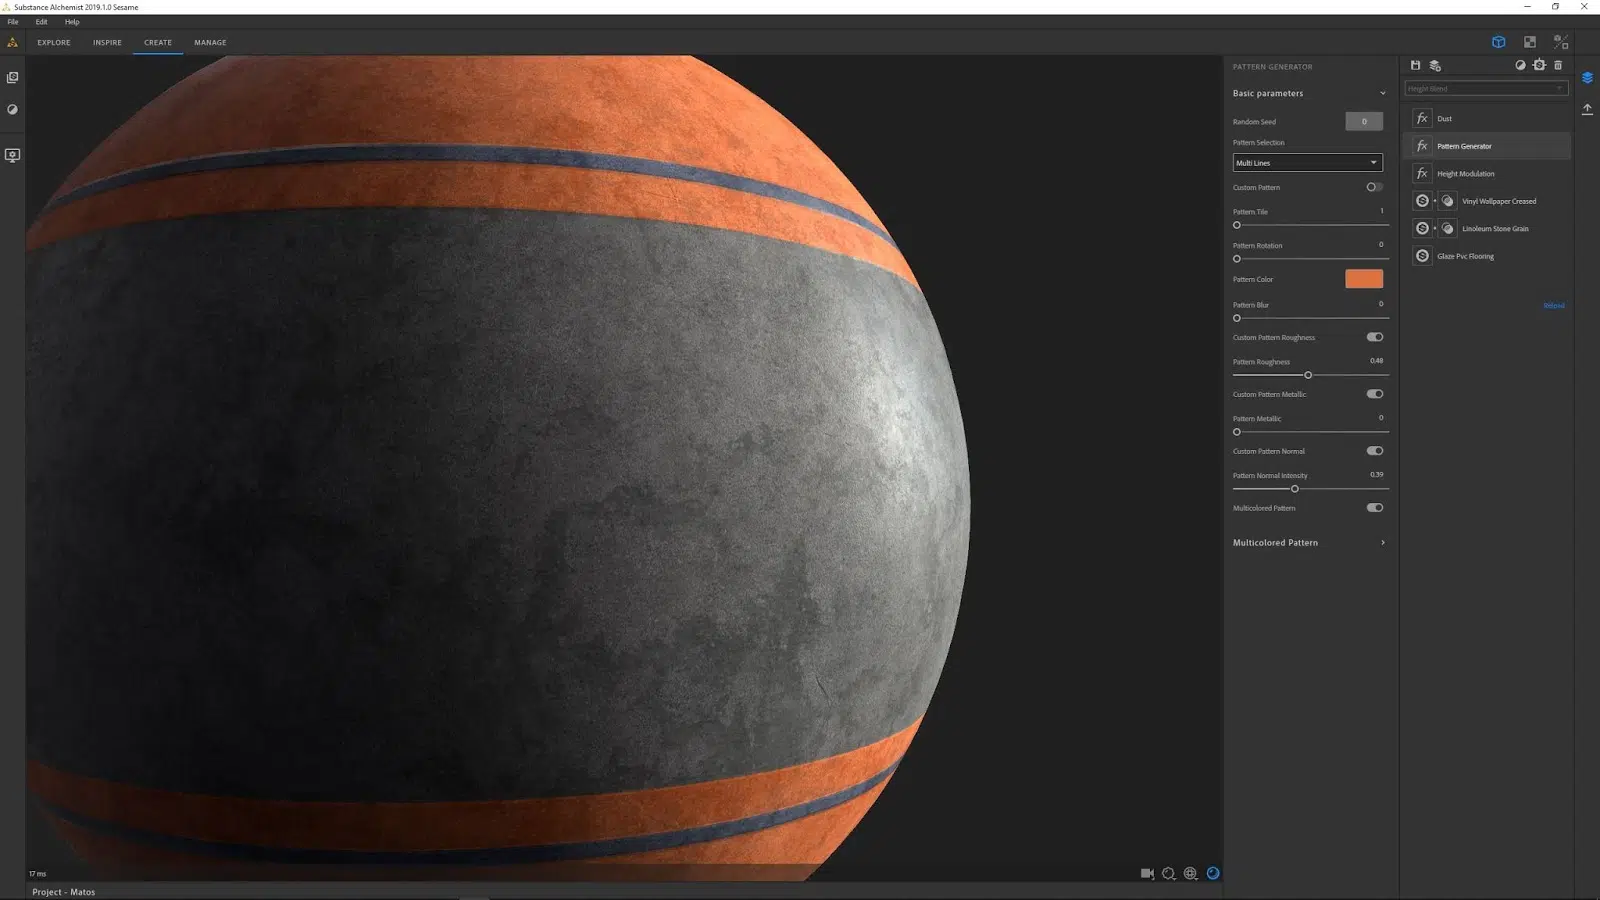 Substance Alchemist 2019.1.0 Sesame
File Edit Help
EXPLORE INSPIRE CREATE MANAGE
PATTERN GENERATOR
Basic parameters
Random Seed 0
Pattern Selection
Multi Lines
Custom Pattern
Pattern Tile 1
Pattern Rotation 0
Pattern Color
Pattern Blur 0
Custom Pattern Roughness
Pattern Roughness 0.48
Custom Pattern Metallic
Pattern Metallic 0
Custom Pattern Normal
Pattern Normal Intensity 0.39
Multicolored Pattern
Multicolored Pattern
Height Blend
fx Dust
fx Pattern Generator
fx Height Modulation
Vinyl Wallpaper Creased
Linoleum Stone Grain
Glaze Pvc Flooring
Reload
17 ms
Project - Matos